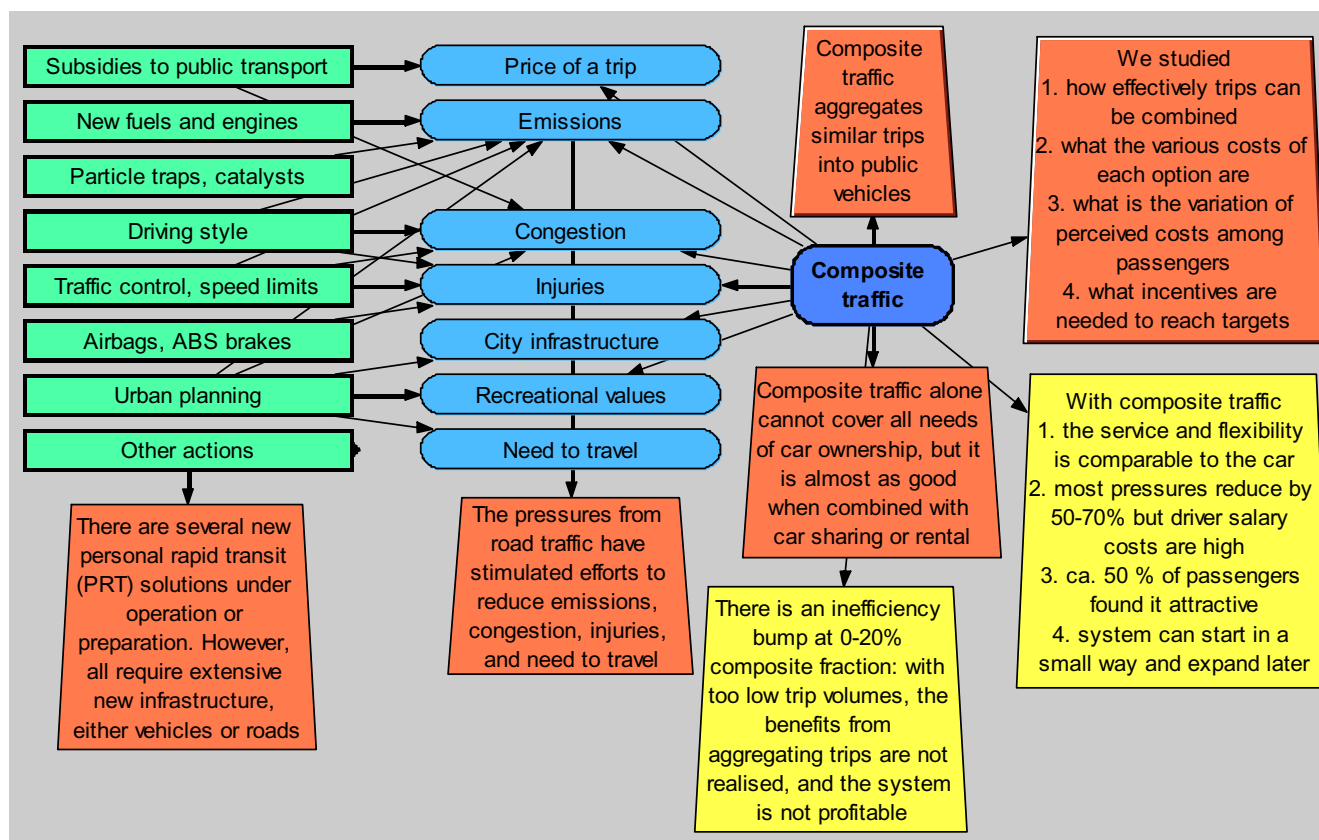 Subsidies to public transport
New fuels and engines
Particle traps, catalysts
Driving style
Traffic control, speed limits
Airbags, ABS brakes
Urban planning
Other actions
There are several new
personal rapid transit
(PRT) solutions under
operation or
preparation. However,
all require extensive
new infrastructure,
either vehicles or roads
Price of a trip
Emissions
Congestion
Injuries
City infrastructure
Recreational values
Need to travel
The pressures from
road traffic have
stimulated efforts to
reduce emissions,
congestion, injuries,
and need to travel
Composite
traffic
aggregates
similar trips
into public
vehicles
Composite
traffic
Composite traffic alone
cannot cover all needs
of car ownership, but it
is almost as good
when combined with
car sharing or rental
There is an inefficiency
bump at 0-20%
composite fraction: with
too low trip volumes, the
benefits from
aggregating trips are not
realised, and the system
is not profitable
We studied
1. how effectively trips can
be combined
2. what the various costs of
each option are
3. what is the variation of
perceived costs among
passengers
4. what incentives are
needed to reach targets
With composite traffic
1. the service and flexibility
is comparable to the car
2. most pressures reduce by
50-70% but driver salary
costs are high
3. ca. 50 % of passengers
found it attractive
4. system can start in a
small way and expand later